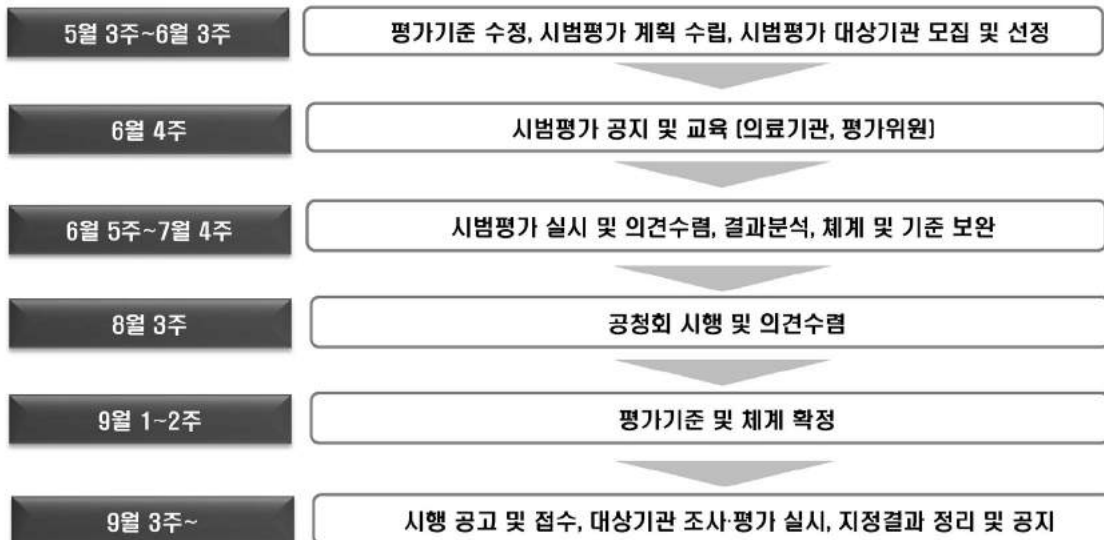 5월 3주~6월 3주
평가기준 수정, 시범평가 계획 수립, 시범평가 대상기관 모집 및 선정
6월 4주
시범평가 공지 및 교육 (의료기관, 평가위원)
6월 5주~7월 4주
시범평가 실시 및 의견수렴, 결과분석, 체계 및 기준 보완
8월 3주
공청회 시행 및 의견수렴
9월 1~2주
평가기준 및 체계 확정
9월 3주~
시행 공고 및 접수, 대상기관 조사·평가 실시, 지정결과 정리 및 공지